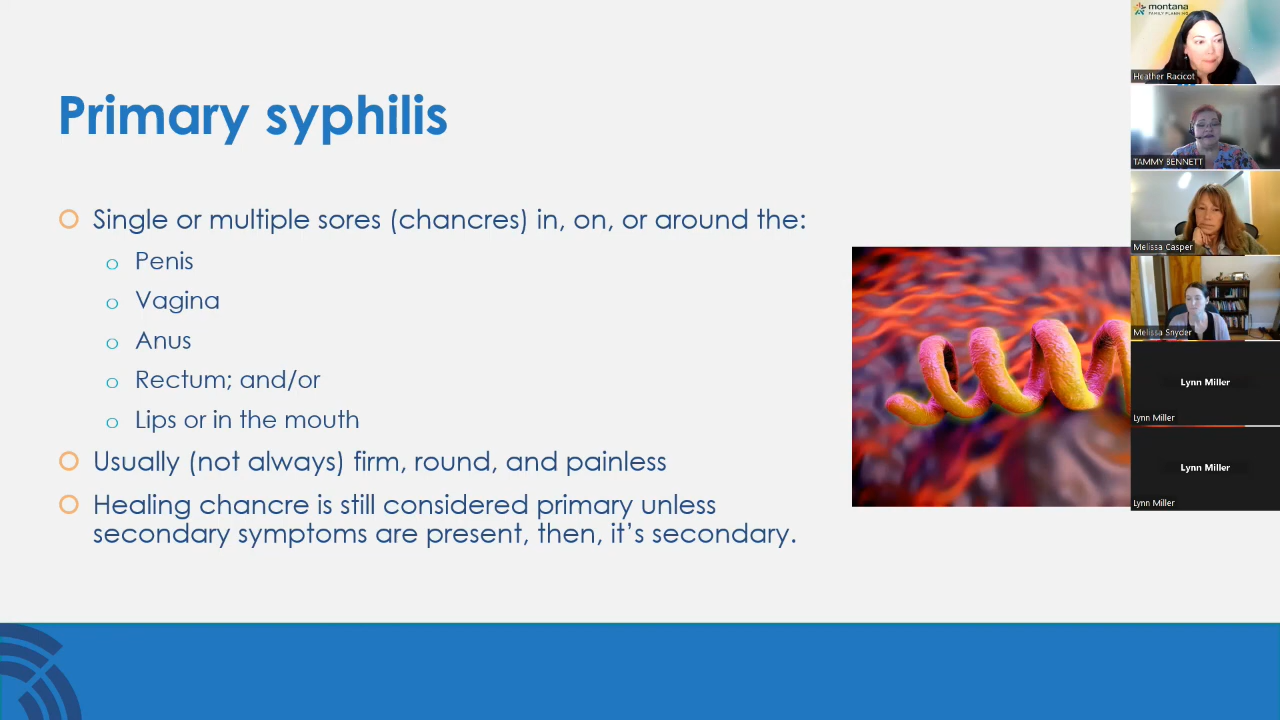 Primary syphilis
Single or multiple sores (chancres) in, on, or around the:
Penis
Vagina
Anus
Rectum; and/or
Lips or in the mouth
Usually (not always) firm, round, and painless
Healing chancre is still considered primary unless
secondary symptoms are present, then, it's secondary.
montana
FAMILY PLANNING
Heather Racicot
TAMMY BENNETT
Melissa Casper
Melissa Snyder
Lynn Miller
Lynn Miller
Lynn Miller
Lynn Miller